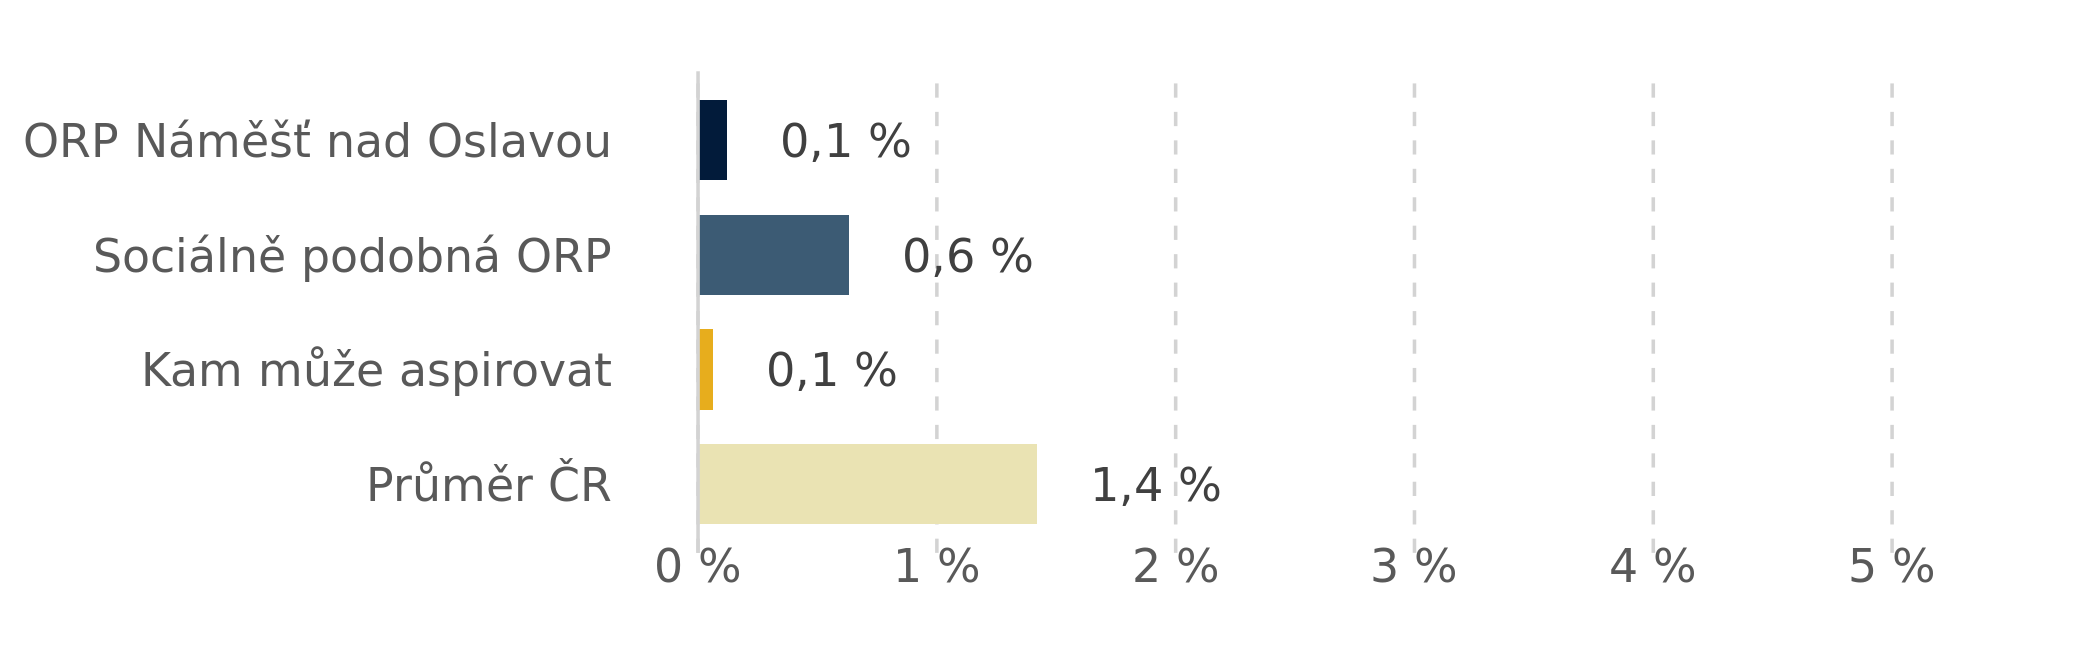 ORP Náměšť nad Oslavou 0,1 %
Sociálně podobná ORP 0,6 %
Kam může aspirovat 0,1 %
Průměr ČR 1,4 %
0 % 1 % 2 % 3 % 4 % 5 %